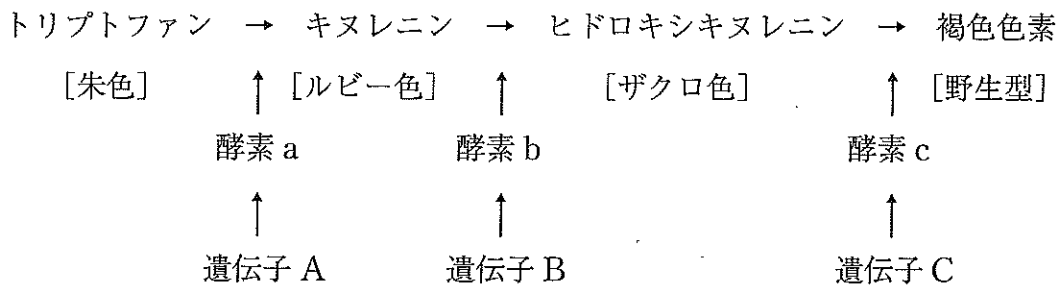 トリプトファン → キヌレニン → ヒドロキシキヌレニン → 褐色色素
[朱色] ↑ [ルビー色] ↑ [ザクロ色] ↑ [野生型]
酵素 a 酵素 b 酵素 c
↑ ↑ ↑
遺伝子 A 遺伝子 B 遺伝子 C